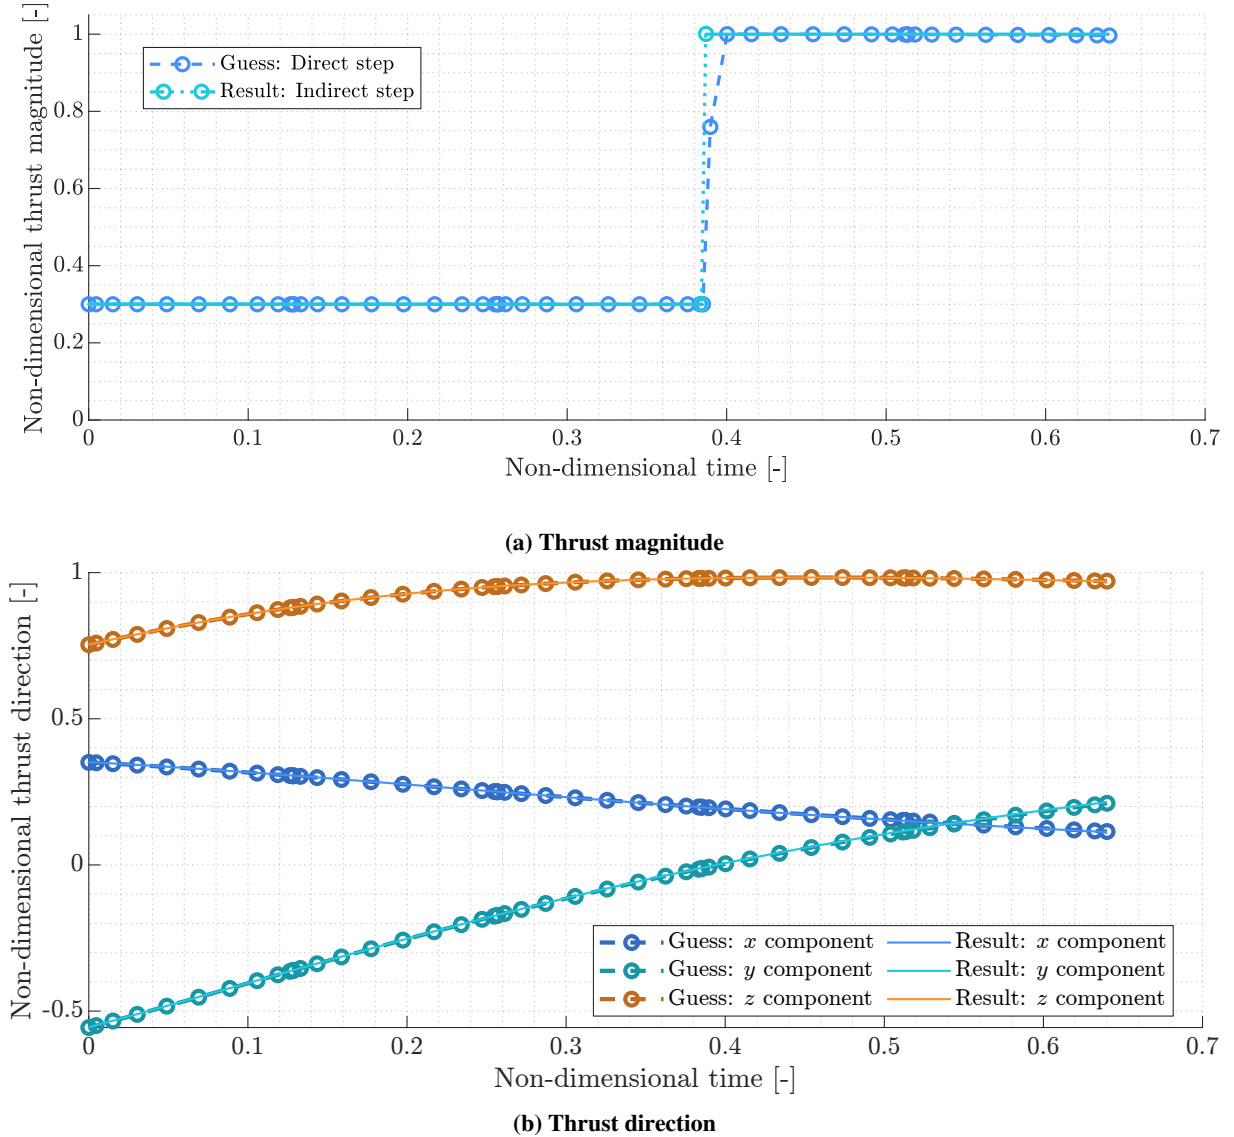 Non-dimensional thrust magnitude [-]
1
0.8
0.6
0.4
0.2
0
Guess: Direct step
Result: Indirect step
0 0.1 0.2 0.3 0.4 0.5 0.6 0.7
Non-dimensional time [-]
(a) Thrust magnitude
Non-dimensional thrust direction [-]
1
0.5
0
-0.5
Guess: x component Result: x component
Guess: y component Result: y component
Guess: z component Result: z component
0 0.1 0.2 0.3 0.4 0.5 0.6 0.7
Non-dimensional time [-]
(b) Thrust direction